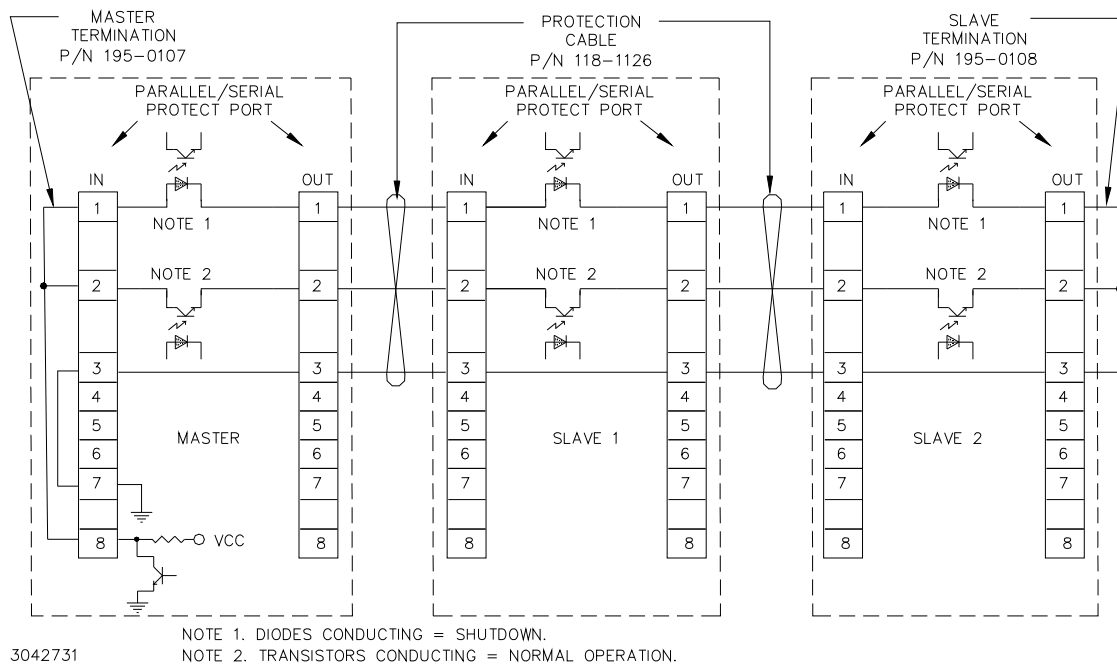 MASTER
TERMINATION
P/N 195-0107
PROTECTION
CABLE
P/N 118-1126
SLAVE
TERMINATION
P/N 195-0108
PARALLEL/SERIAL
PROTECT PORT
PARALLEL/SERIAL
PROTECT PORT
PARALLEL/SERIAL
PROTECT PORT
IN OUT IN OUT IN OUT
1 1 1 1 1 1
NOTE 1 NOTE 1 NOTE 1
NOTE 2 NOTE 2 NOTE 2
2 2 2 2 2 2
3 3 3 3 3 3
4 4 4 4 4 4
5 5 5 5 5 5
MASTER SLAVE 1 SLAVE 2
6 6 6 6 6 6
7 7 7 7 7 7
8 VCC 8 8 8 8 8
NOTE 1. DIODES CONDUCTING = SHUTDOWN.
3042731 NOTE 2. TRANSISTORS CONDUCTING = NORMAL OPERATION.